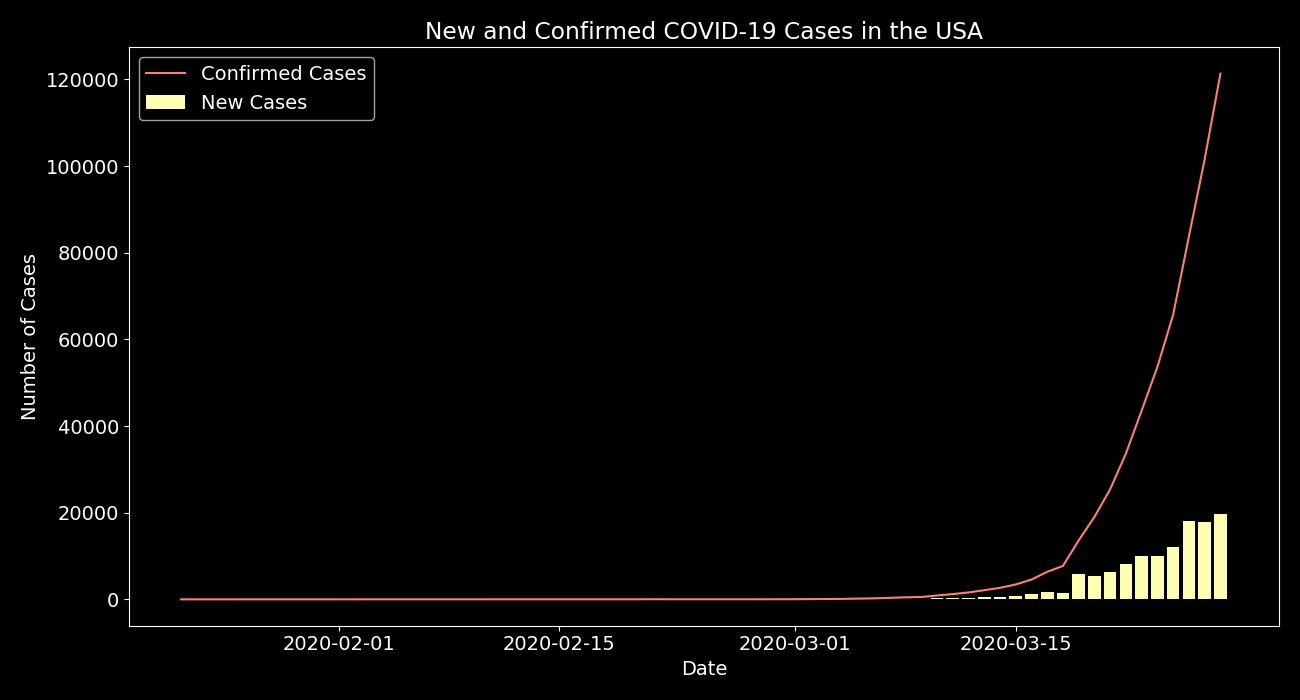 New and Confirmed COVID-19 Cases in the USA
Confirmed Cases
New Cases
120000
100000
80000
60000
40000
20000
0
Number of Cases
2020-02-01
2020-02-15
2020-03-01
2020-03-15
Date